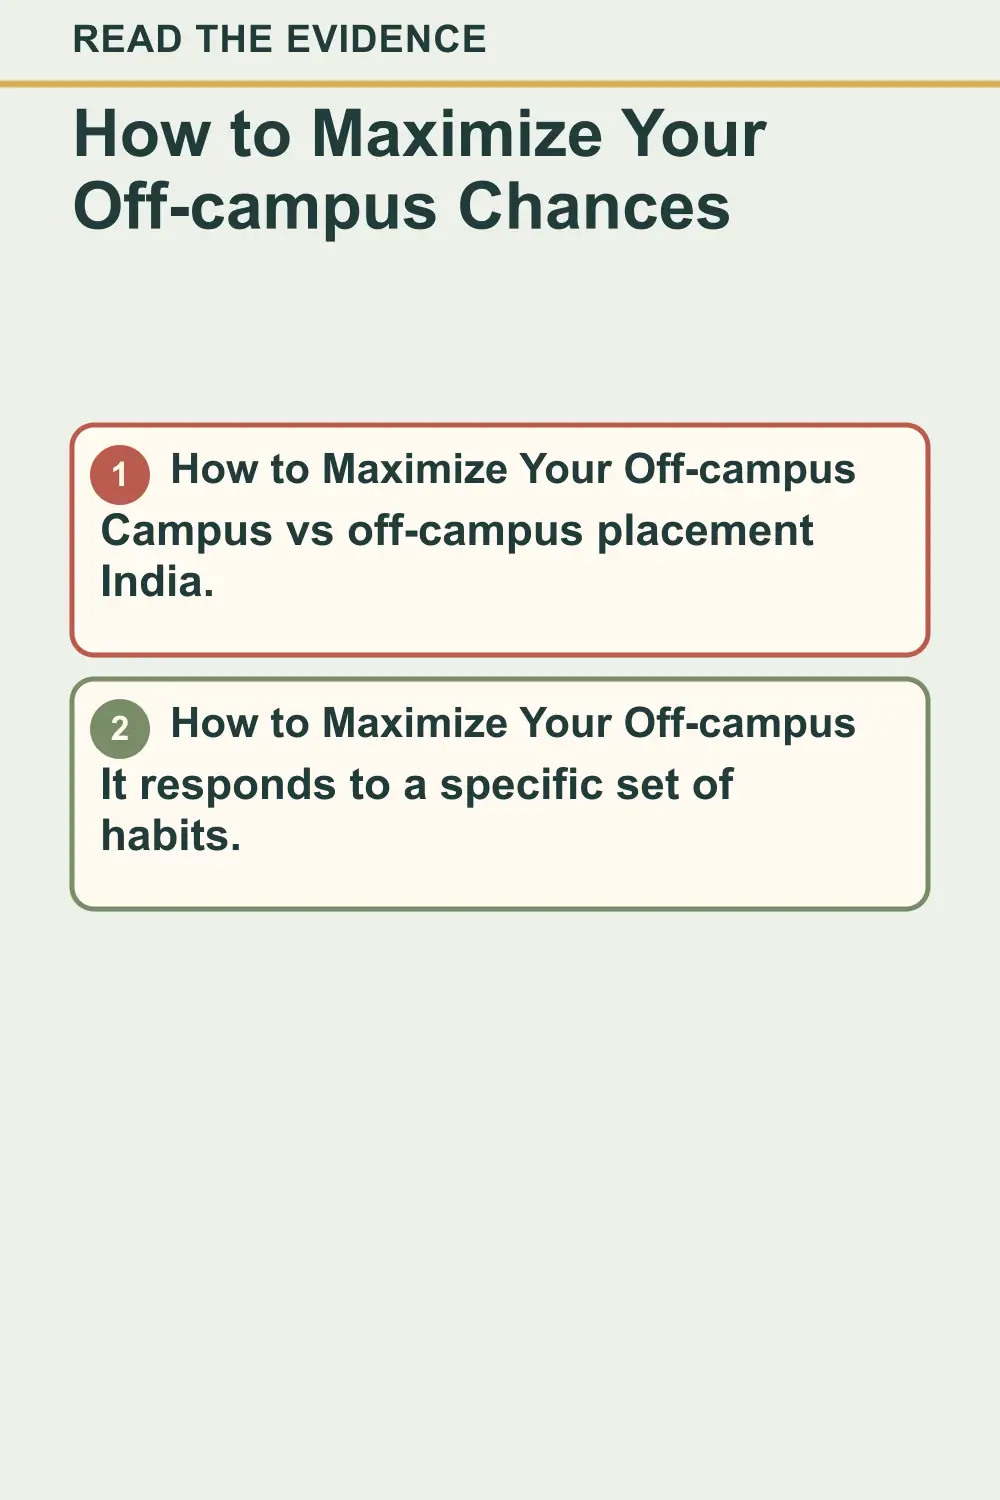 READ THE EVIDENCE
How to Maximize Your
Off-campus Chances
1 How to Maximize Your Off-campus
Campus vs off-campus placement
India.
2 How to Maximize Your Off-campus
It responds to a specific set of
habits.